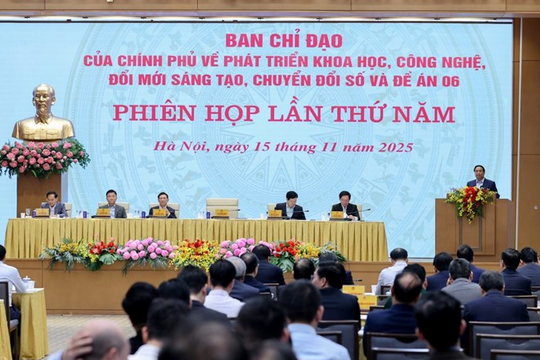 BAN CHỈ ĐẠO
CỦA CHÍNH PHỦ VỀ PHÁT TRIỂN KHOA HỌC, CÔNG NGHỆ,
ĐỔI MỚI SÁNG TẠO, CHUYỂN ĐỔI SỐ VÀ ĐỀ ÁN 06
PHIÊN HỌP LẦN THỨ NĂM
Hà Nội, ngày 15 tháng 11 năm 2025